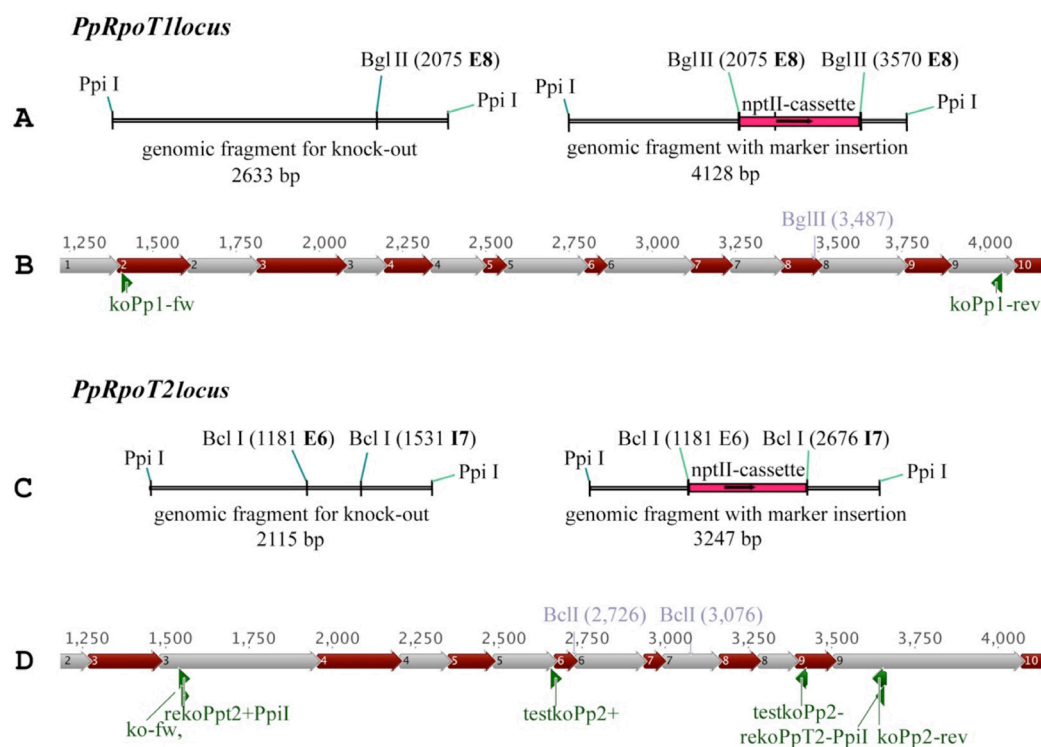 PpRpoT1locus
BglII (2075 E8)
BglII (2075 E8)
BglII (3570 E8)
Ppi I
Ppi I
Ppi I
nptII-cassette
Ppi I
A
genomic fragment for knock-out
2633 bp
genomic fragment with marker insertion
4128 bp
BglII (3,487)
1,250 1,500 1,750 2,000 2,250 2,500 2,750 3,000 3,250 3,500 3,750 4,000
B
1 2 2 3 3 4 4 5 5 6 6 7 7 8 8 9 9 10
koPp1-fw
koPp1-rev
PpRpoT2locus
Bcl I (1181 E6)
Bcl I (1531 I7)
Bcl I (1181 E6)
Bcl I (2676 I7)
Ppi I
Ppi I
Ppi I
nptII-cassette
Ppi I
C
genomic fragment for knock-out
2115 bp
genomic fragment with marker insertion
3247 bp
BclI (2,726)
BclI (3,076)
1,250 1,500 1,750 2,000 2,250 2,500 2,750 3,000 3,250 3,500 3,750 4,000
D
2 3 3 4 4 5 5 6 6 7 7 8 8 9 9 10
rekoPpt2+PpiI
ko-fw,
testkoPp2+
testkoPp2-
rekoPpT2-PpiI
koPp2-rev